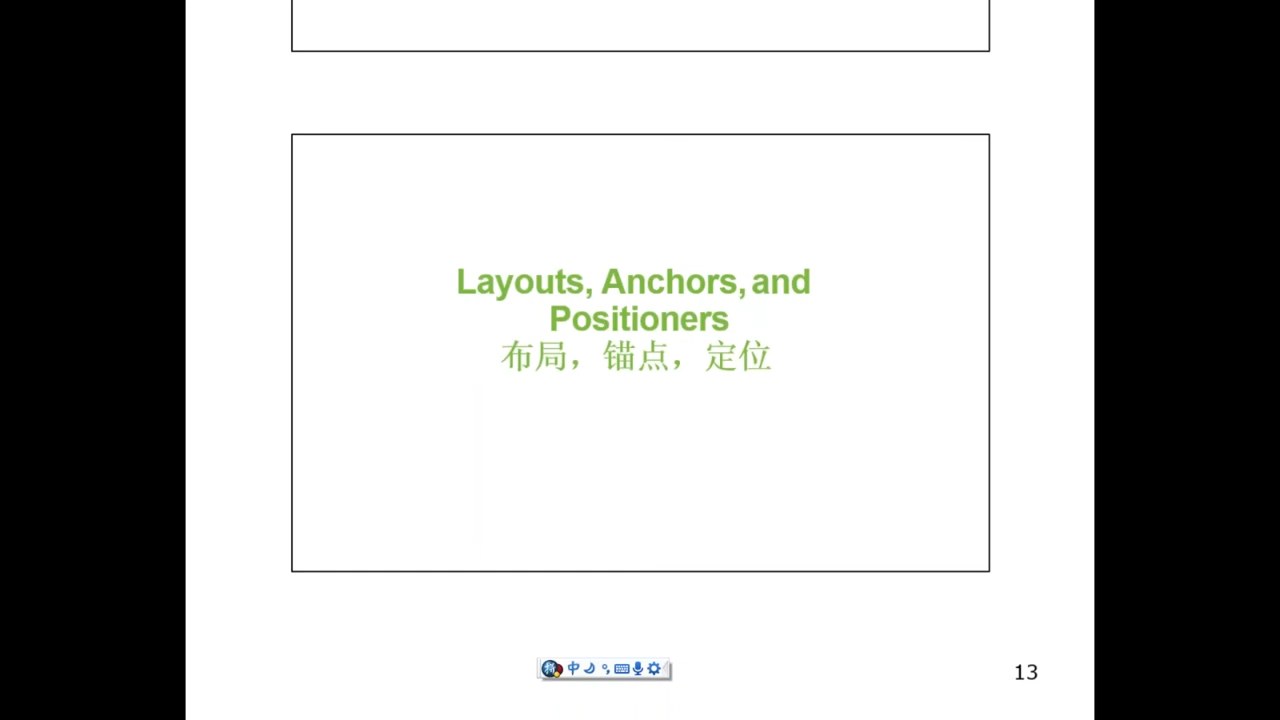 Layouts, Anchors, and
Positioners
布局，锚点，定位
中
13